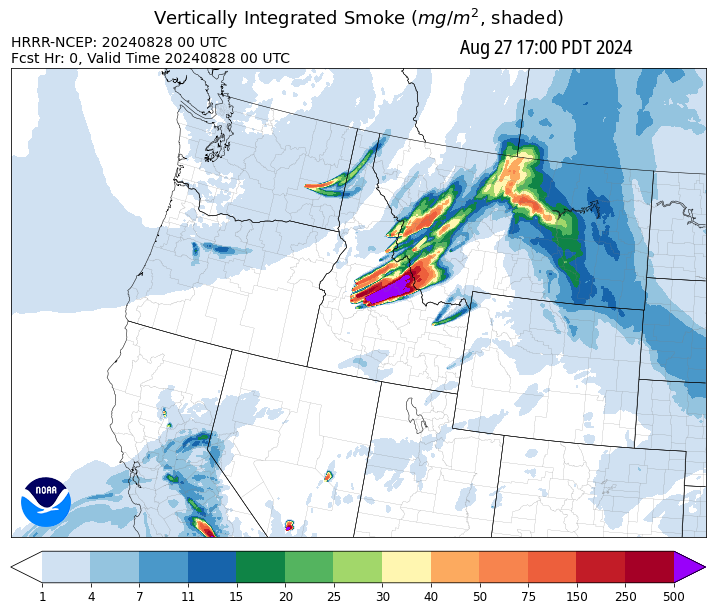 Vertically Integrated Smoke (mg/m², shaded)
HRRR-NCEP: 20240828 00 UTC
Fcst Hr: 0, Valid Time 20240828 00 UTC
Aug 27 17:00 PDT 2024
NOAA
1 4 7 11 15 20 25 30 40 50 75 150 250 500